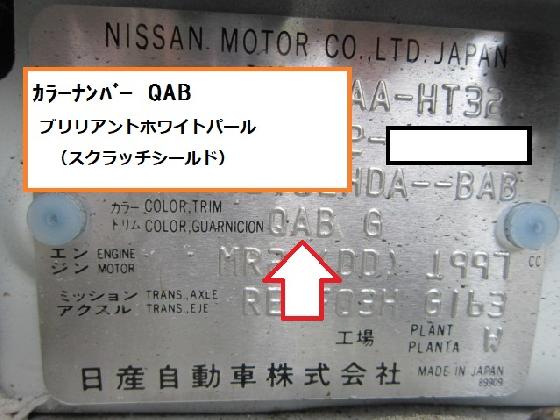 NISSAN MOTOR CO., LTD. JAPAN
ｶﾗｰﾅﾝﾊﾞｰ QAB
ブリリアントホワイトパール
（スクラッチシールド）
AA-HT32
HDA--BAB
カラー COLOR,TRIM
トリム COLOR,GUARNICION
QAB G
エン ENGINE
ジン MOTOR
1997
CC
ミッション TRANS.,AXLE
アクスル TRANS.,EJE
G163
工場 PLANT
PLANTA W
日産自動車株式会社
MADE IN JAPAN
89909